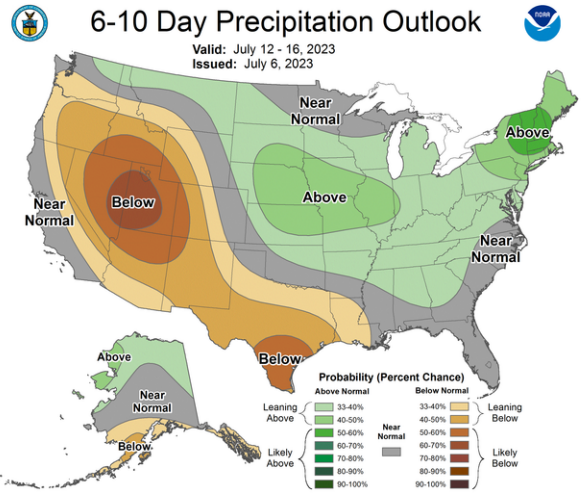 6-10 Day Precipitation Outlook
Valid: July 12 - 16, 2023
Issued: July 6, 2023
NOAA
Near
Normal
Above
Near
Normal
Below
Above
Near
Normal
Below
Above
Near
Normal
Below
Probability (Percent Chance)
Above Normal
Below Normal
Leaning
Above
33-40%
40-50%
Likely
Above
50-60%
60-70%
70-80%
80-90%
90-100%
Near
Normal
33-40%
40-50%
Leaning
Below
50-60%
60-70%
70-80%
80-90%
90-100%
Likely
Below